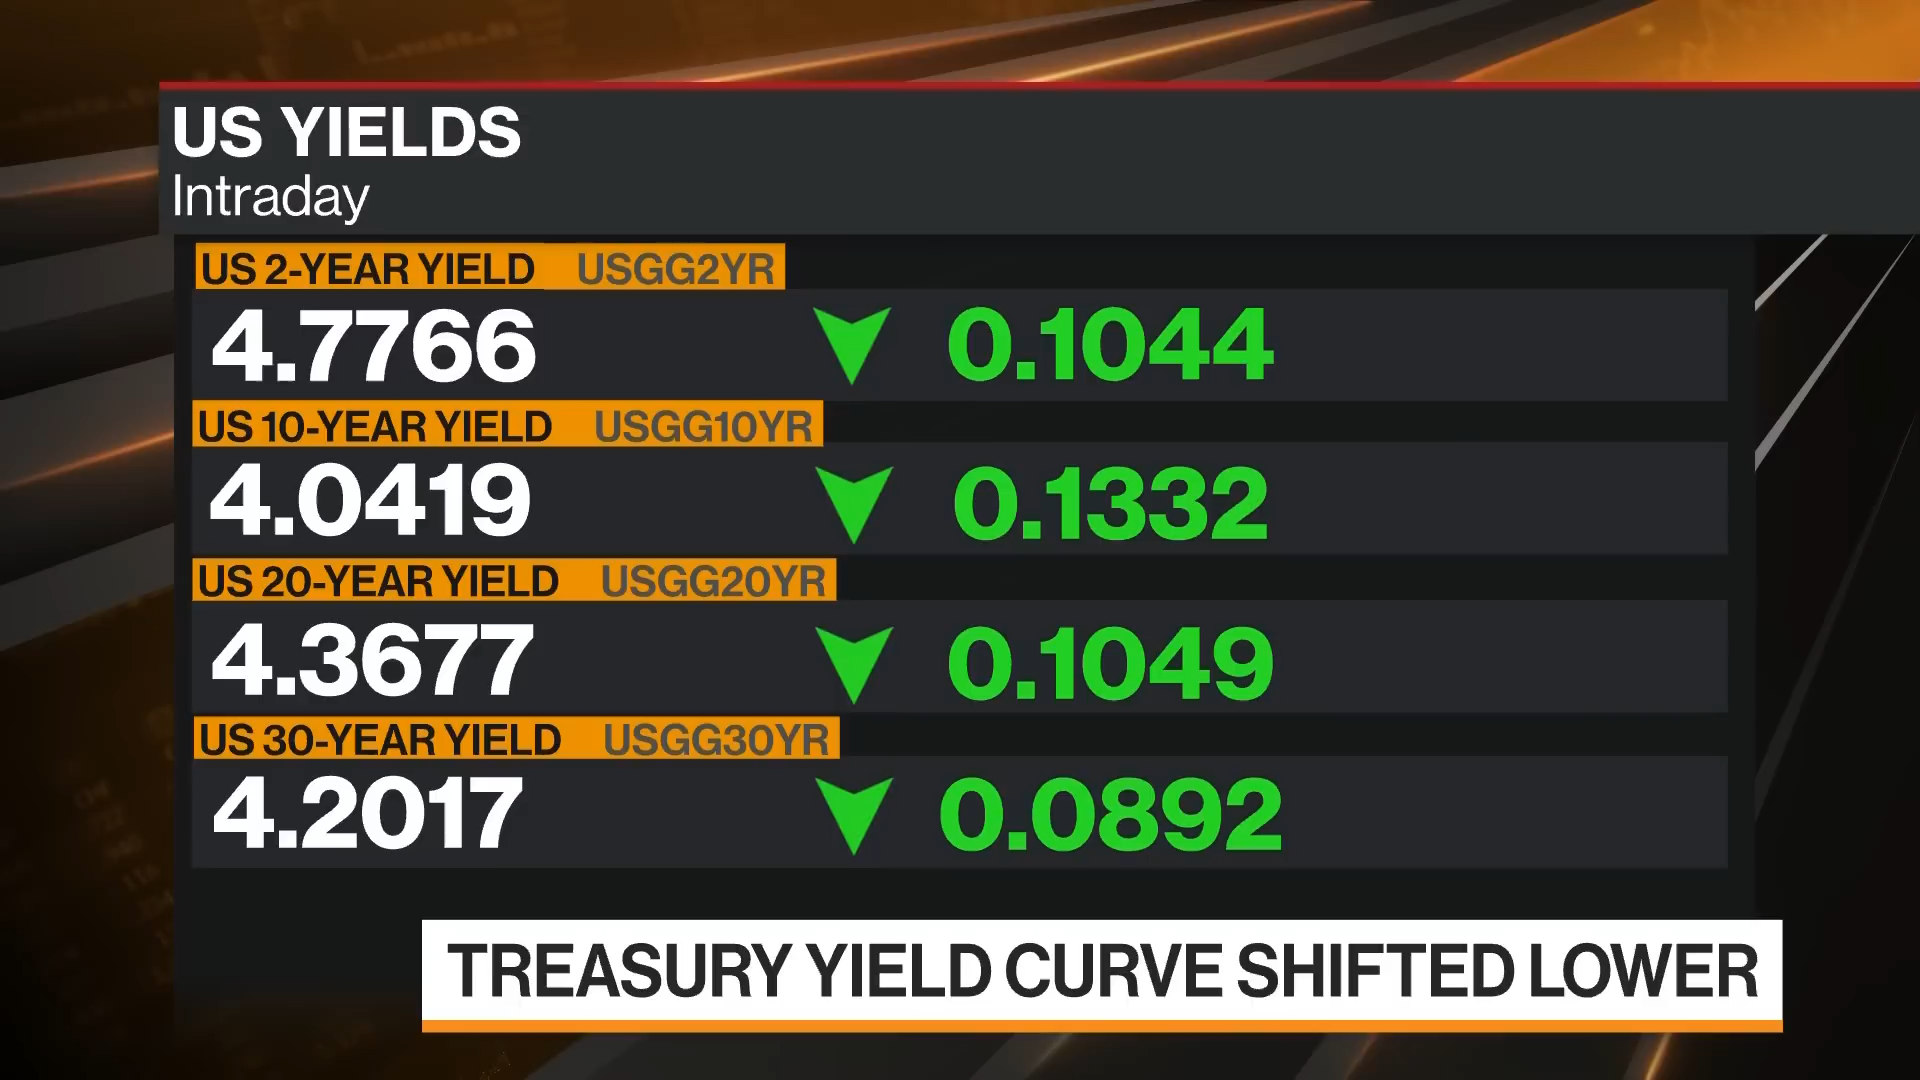 US YIELDS
Intraday
US 2-YEAR YIELD USGG2YR
4.7766 0.1044
US 10-YEAR YIELD USGG10YR
4.0419 0.1332
US 20-YEAR YIELD USGG20YR
4.3677 0.1049
US 30-YEAR YIELD USGG30YR
4.2017 0.0892
TREASURY YIELD CURVE SHIFTED LOWER